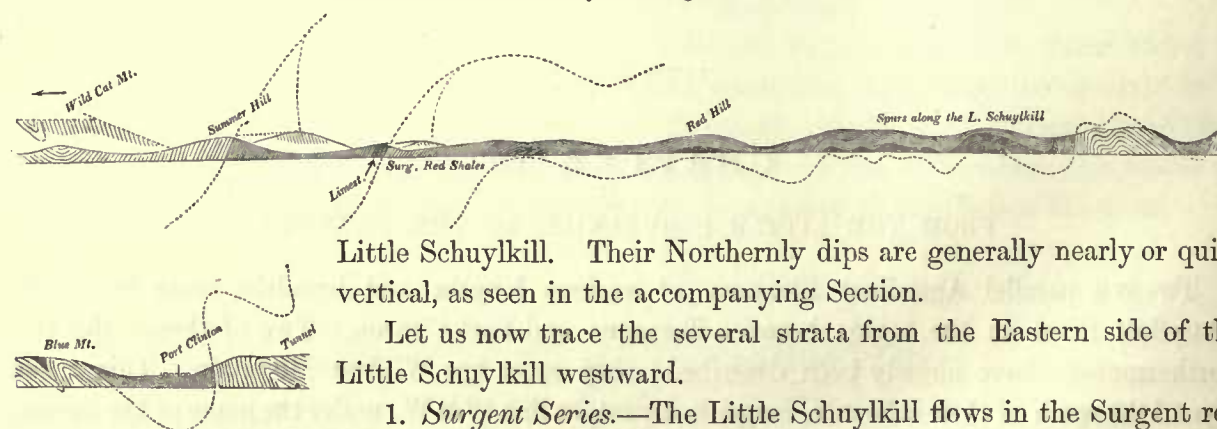 Wild Cat Mt.
Summer Hill
Limest
Surg. Red Shales
Red Hill
Spurs along the L. Schuylkill
Little Schuylkill. Their Northernly dips are generally nearly or qui
vertical, as seen in the accompanying Section.
Blue Mt.
Port Clinton
Tunnel
Let us now trace the several strata from the Eastern side of th
Little Schuylkill westward.
1. Surgent Series.—The Little Schuylkill flows in the Surgent re